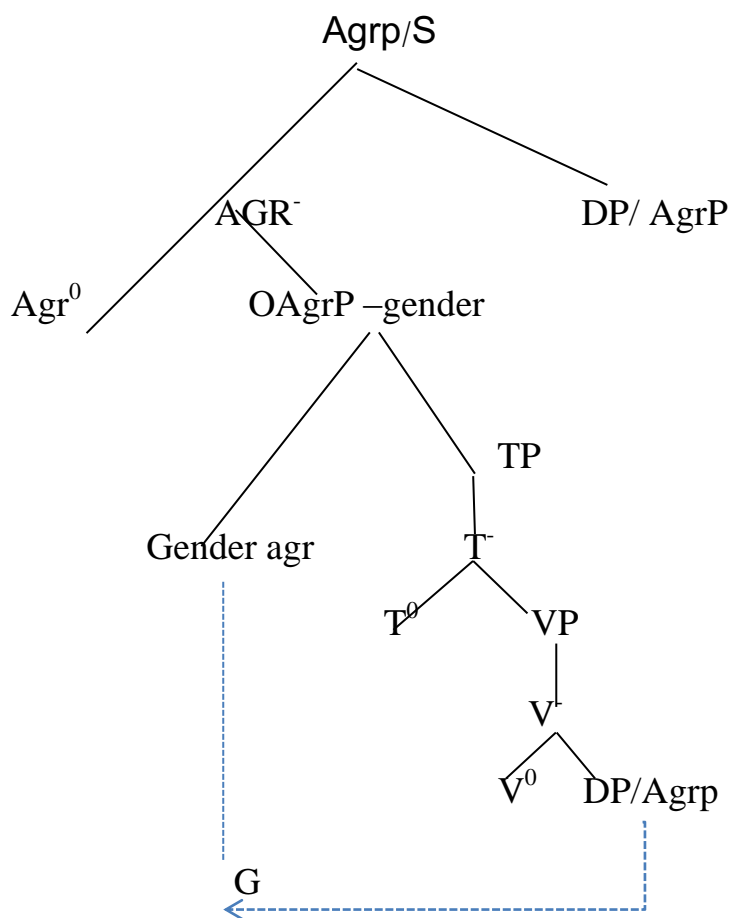 Agrp/S
AGR-
DP/ AgrP
Agr0
OAgrP –gender
TP
Gender agr
T-
T0
VP
V-
V0
DP/Agrp
G